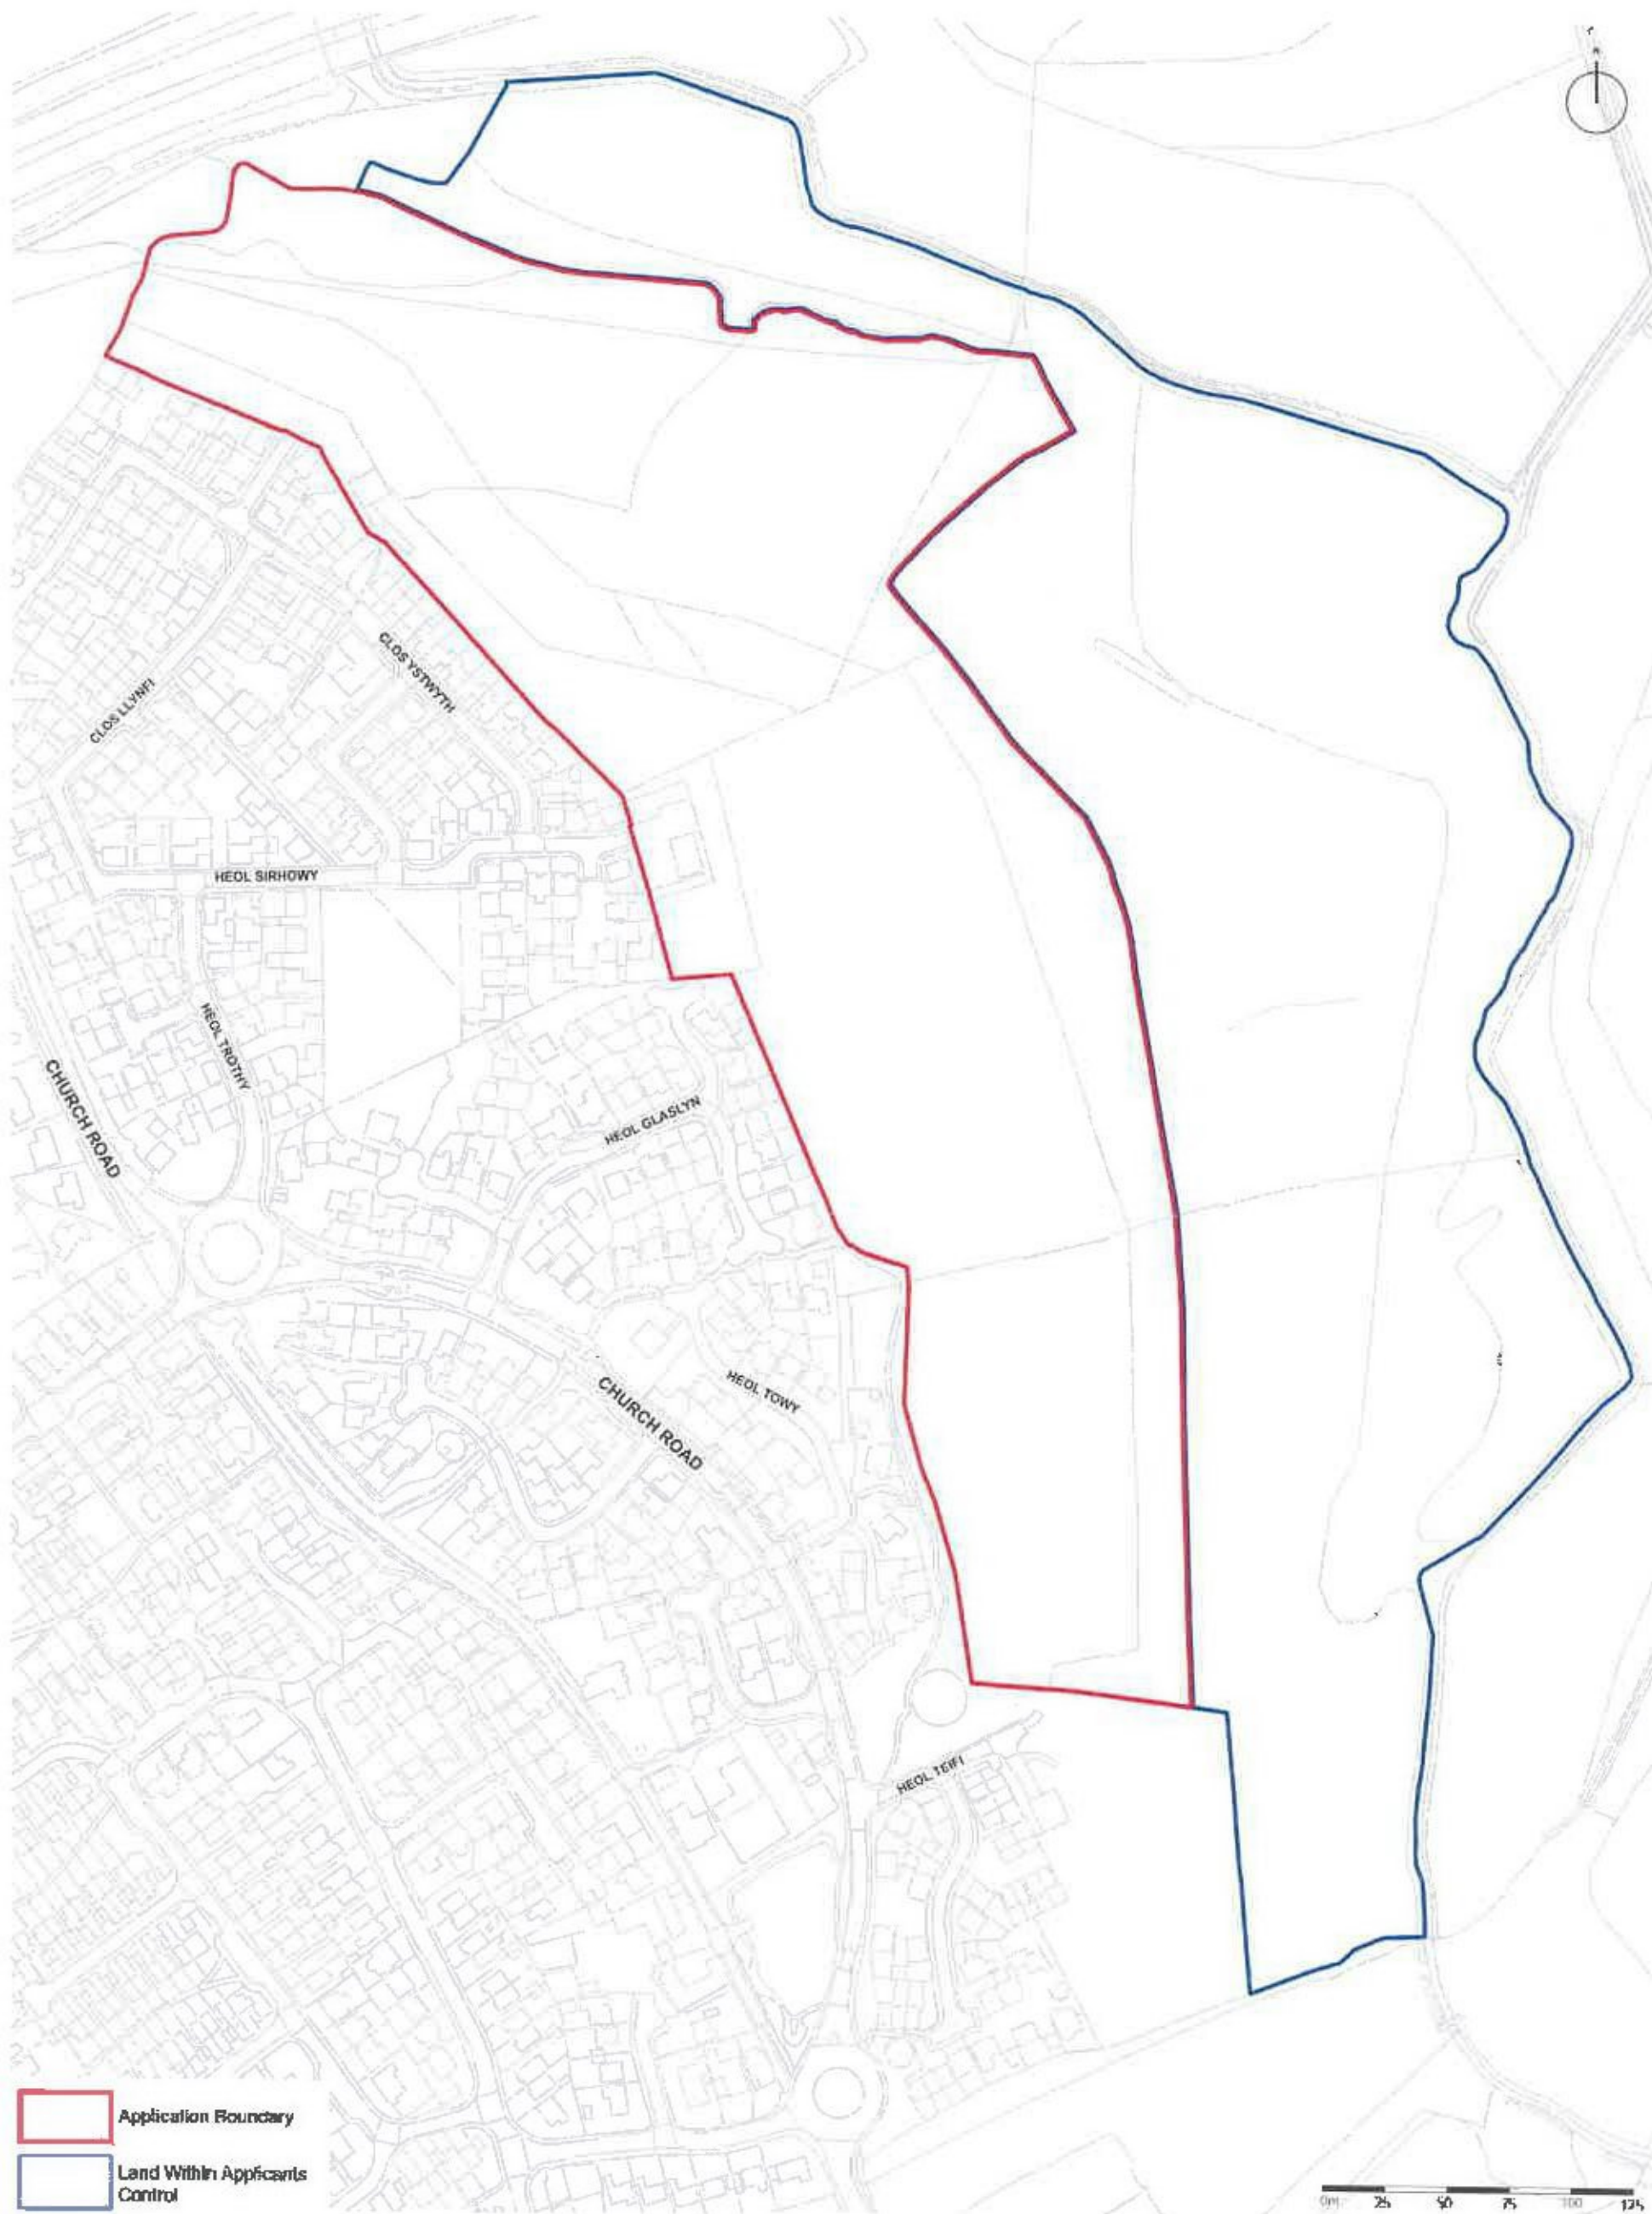 CLOS YSTWYTH
CLOS LLYNFI
HEOL SIRHOWY
HEOL TROTHY
CHURCH ROAD
HEOL GLASLYN
HEOL TOWY
CHURCH ROAD
HEOL TEIFI
Application Boundary
Land Within Applicants
Control
0m 25 50 75 100 125